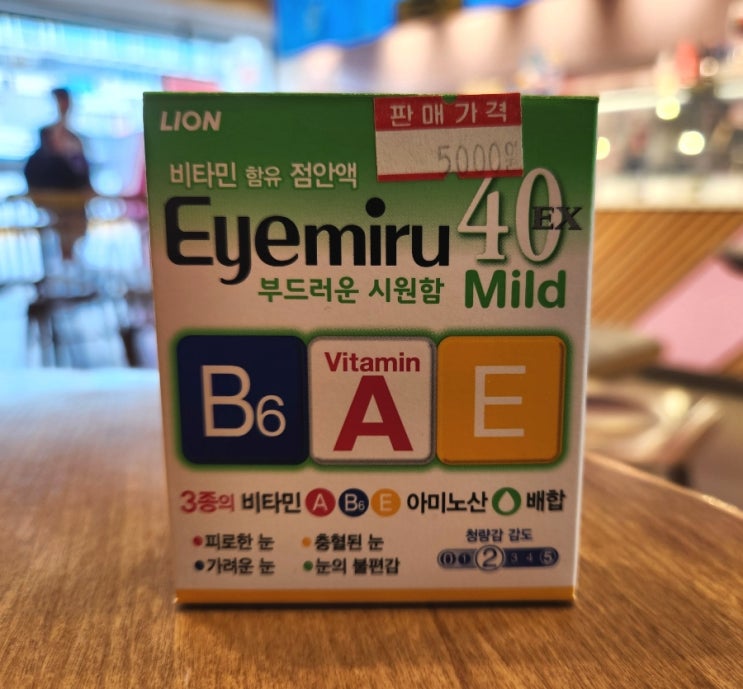 LION
판매가격
5000원
비타민 함유 점안액
Eyemiru 40 EX
부드러운 시원함 Mild
B6
Vitamin
A
E
3종의 비타민 A B6 E 아미노산 배합
피로한 눈 충혈된 눈
가려운 눈 눈의 불편감
청량감 강도
0 1 2 3 4 5